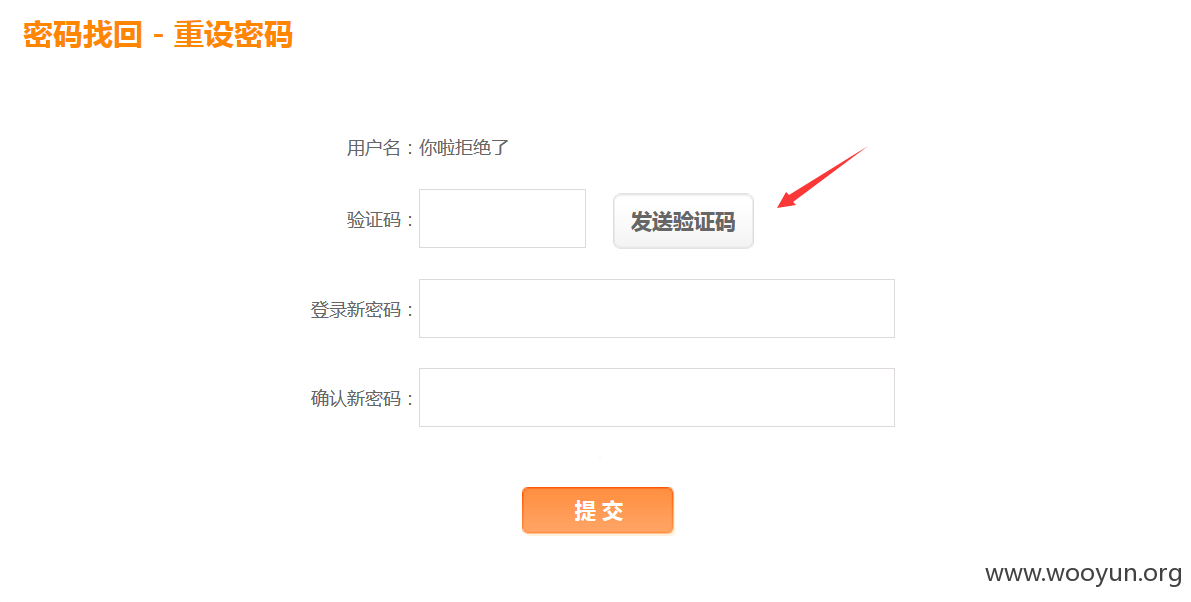 密码找回 - 重设密码
用户名：你啦拒绝了
验证码： 发送验证码
登录新密码：
确认新密码：
提 交
www.wooyun.org